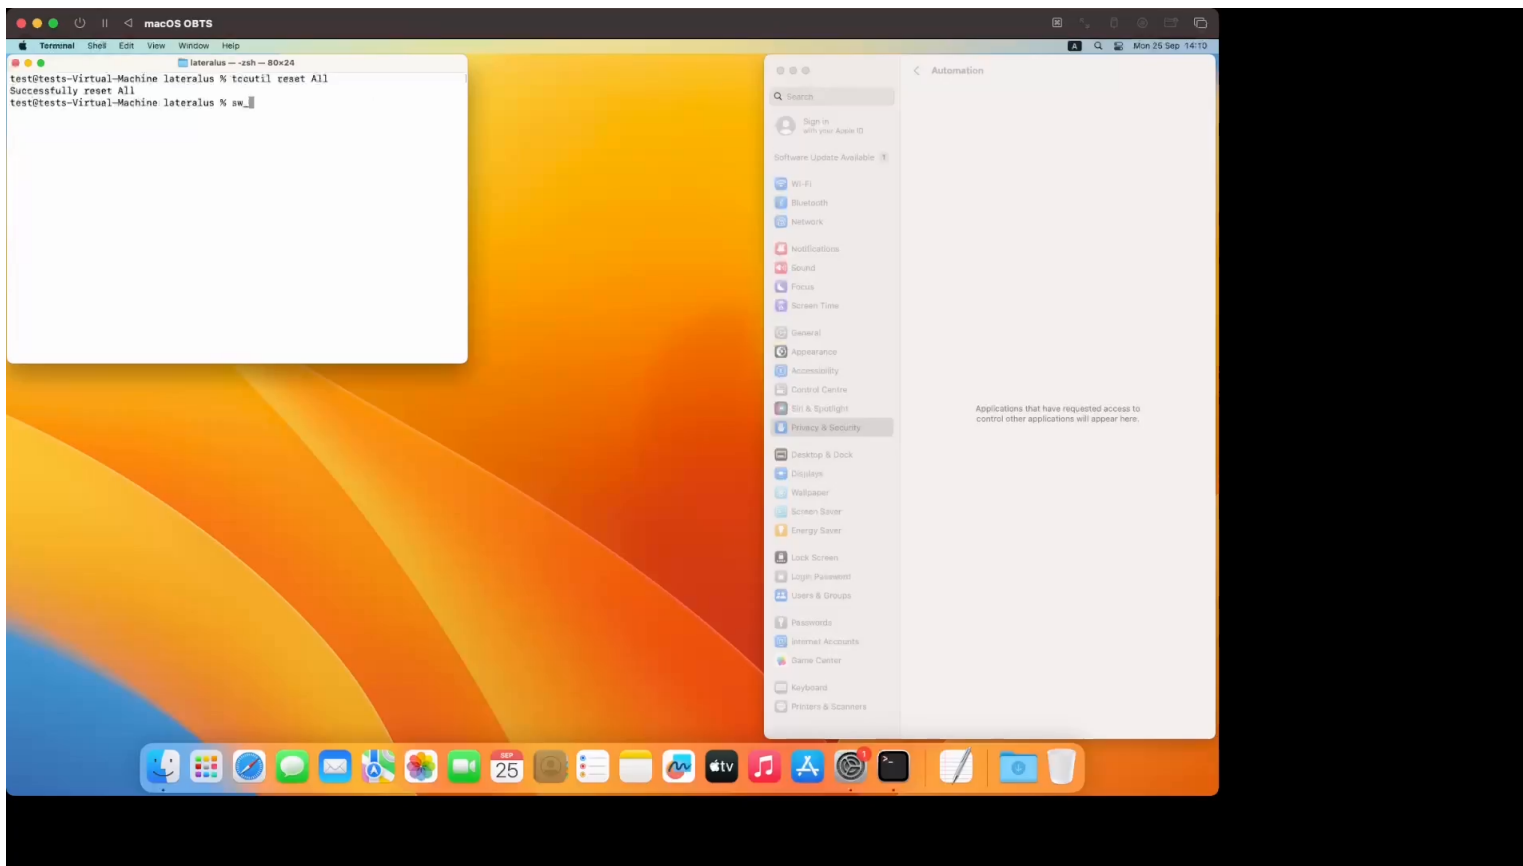 macOS OBTS
Terminal Shell Edit View Window Help
A Mon 25 Sep 14:10
lateralus — -zsh — 80×24
test@tests-Virtual-Machine lateralus % tccutil reset All
Successfully reset All
test@tests-Virtual-Machine lateralus % sw_
Automation
Search
Sign in
with your Apple ID
Software Update Available 1
Wi-Fi
Bluetooth
Network
Notifications
Sound
Focus
Screen Time
General
Appearance
Accessibility
Control Centre
Siri & Spotlight
Privacy & Security
Desktop & Dock
Displays
Wallpaper
Screen Saver
Energy Saver
Lock Screen
Login Password
Users & Groups
Passwords
Internet Accounts
Game Center
Keyboard
Printers & Scanners
Applications that have requested access to
control other applications will appear here.
SEP
25
tv
1
>_